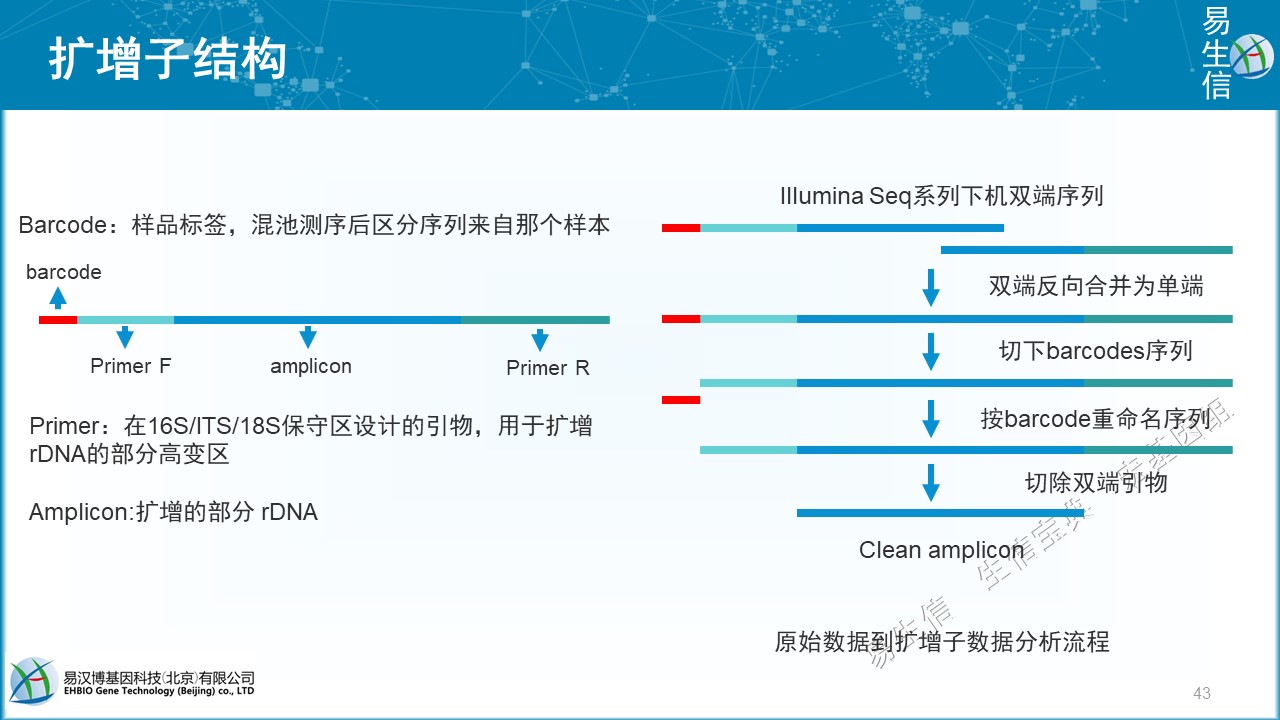 扩增子结构
易生信
Barcode：样品标签，混池测序后区分序列来自那个样本
barcode
Primer F
amplicon
Primer R
Primer：在16S/ITS/18S保守区设计的引物，用于扩增
rDNA的部分高变区
Amplicon:扩增的部分 rDNA
Illumina Seq系列下机双端序列
双端反向合并为单端
切下barcodes序列
按barcode重命名序列
切除双端引物
Clean amplicon
原始数据到扩增子数据分析流程
易生信 生信宝典 宏基因组
易汉博基因科技(北京)有限公司
EHBIO Gene Technology (Beijing) co., LTD
43